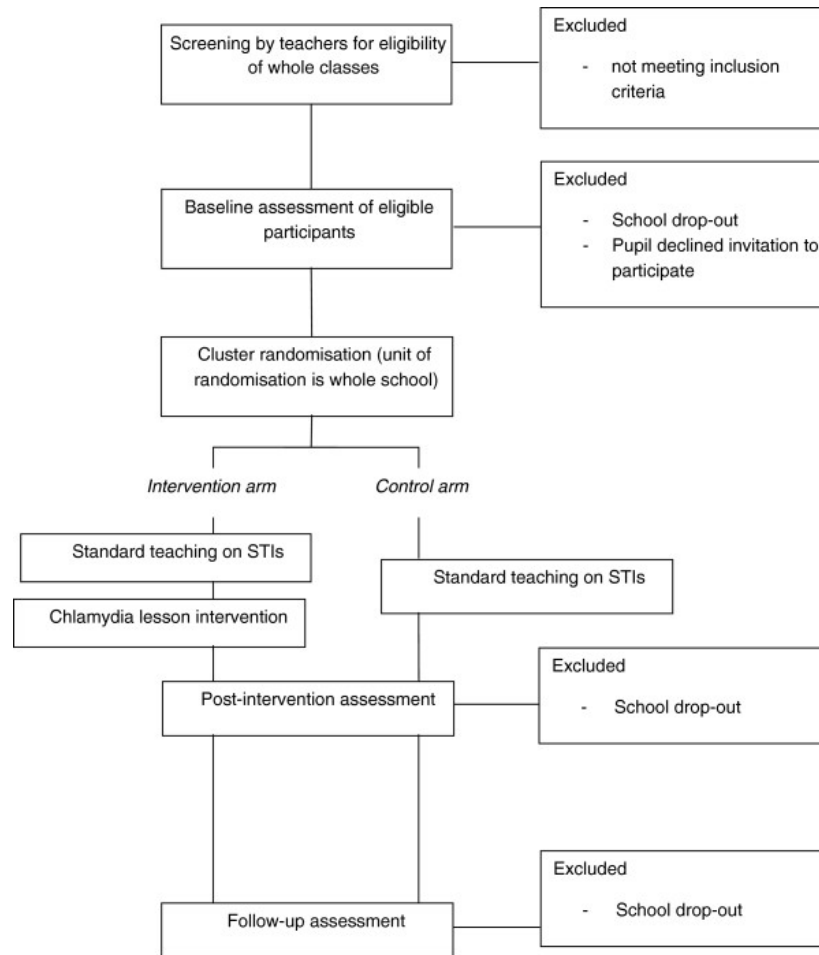 Screening by teachers for eligibility
of whole classes
Excluded
- not meeting inclusion
criteria
Baseline assessment of eligible
participants
Excluded
- School drop-out
- Pupil declined invitation to
participate
Cluster randomisation (unit of
randomisation is whole school)
Intervention arm
Control arm
Standard teaching on STIs
Chlamydia lesson intervention
Standard teaching on STIs
Post-intervention assessment
Excluded
- School drop-out
Follow-up assessment
Excluded
- School drop-out